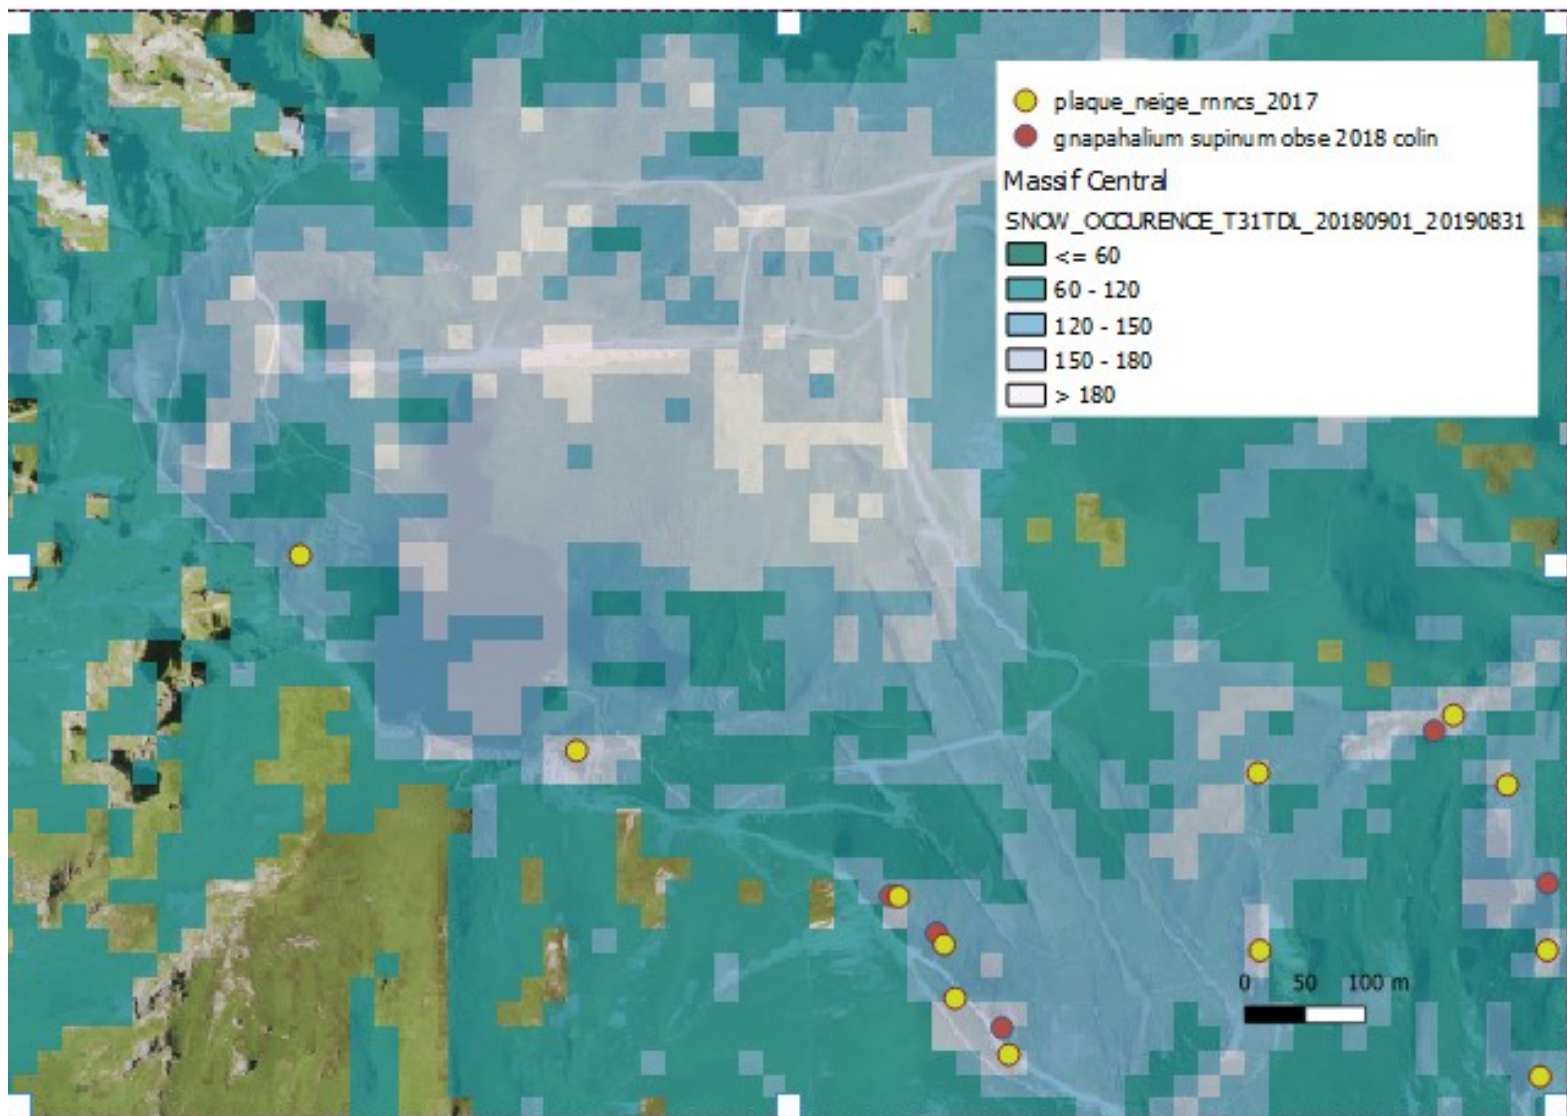 plaque_neige_rnncs_2017
gnapahalium supinum obse 2018 colin
Massif Central
SNOW_OCCURENCE_T31TDL_20180901_20190831
<= 60
60 - 120
120 - 150
150 - 180
> 180
0 50 100 m